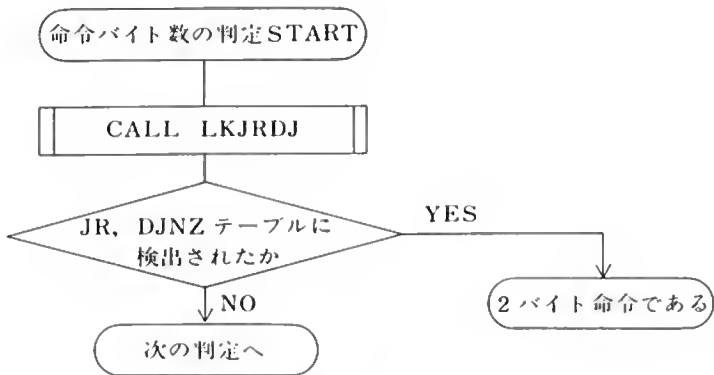 命令バイト数の判定START
CALL LKJRDJ
JR, DJNZ テーブルに
検出されたか
YES
NO
2バイト命令である
次の判定へ